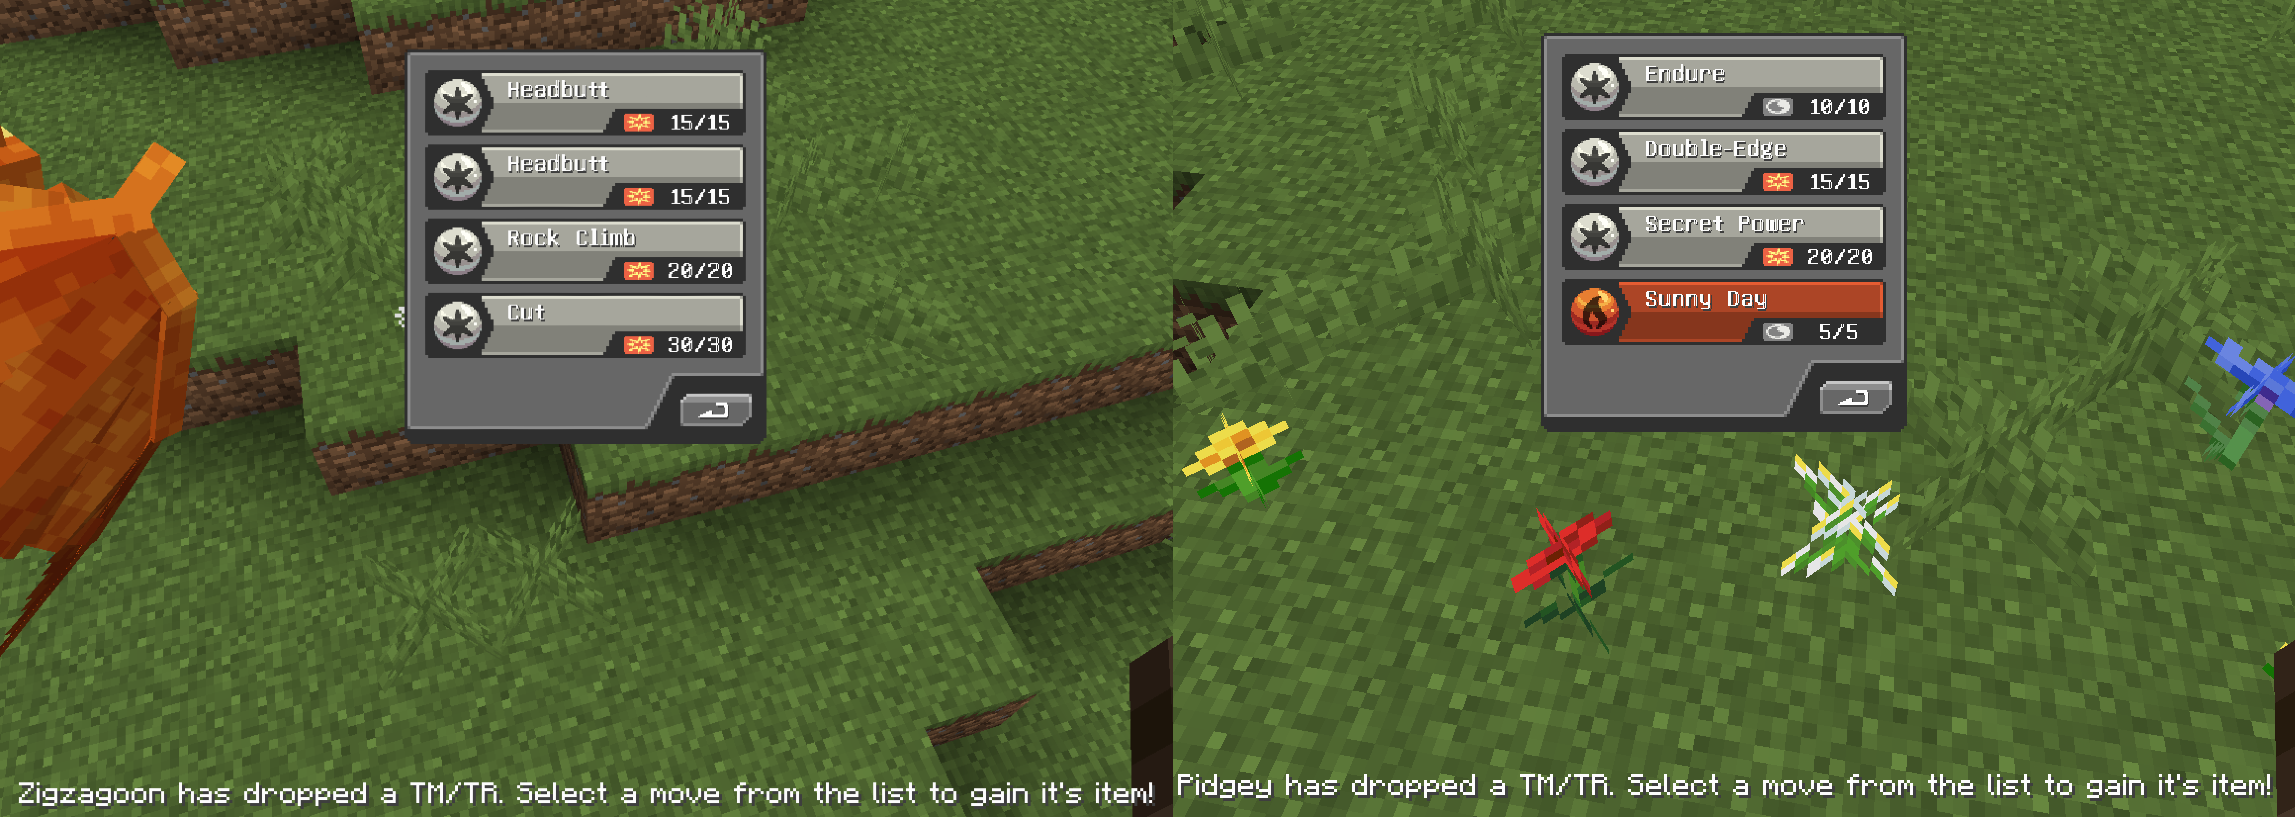 Headbutt
15/15
Headbutt
15/15
Rock Climb
20/20
Cut
30/30
Zigzagoon has dropped a TM/TR. Select a move from the list to gain it's item!
Endure
10/10
Double-Edge
15/15
Secret Power
20/20
Sunny Day
5/5
Pidgey has dropped a TM/TR. Select a move from the list to gain it's item!